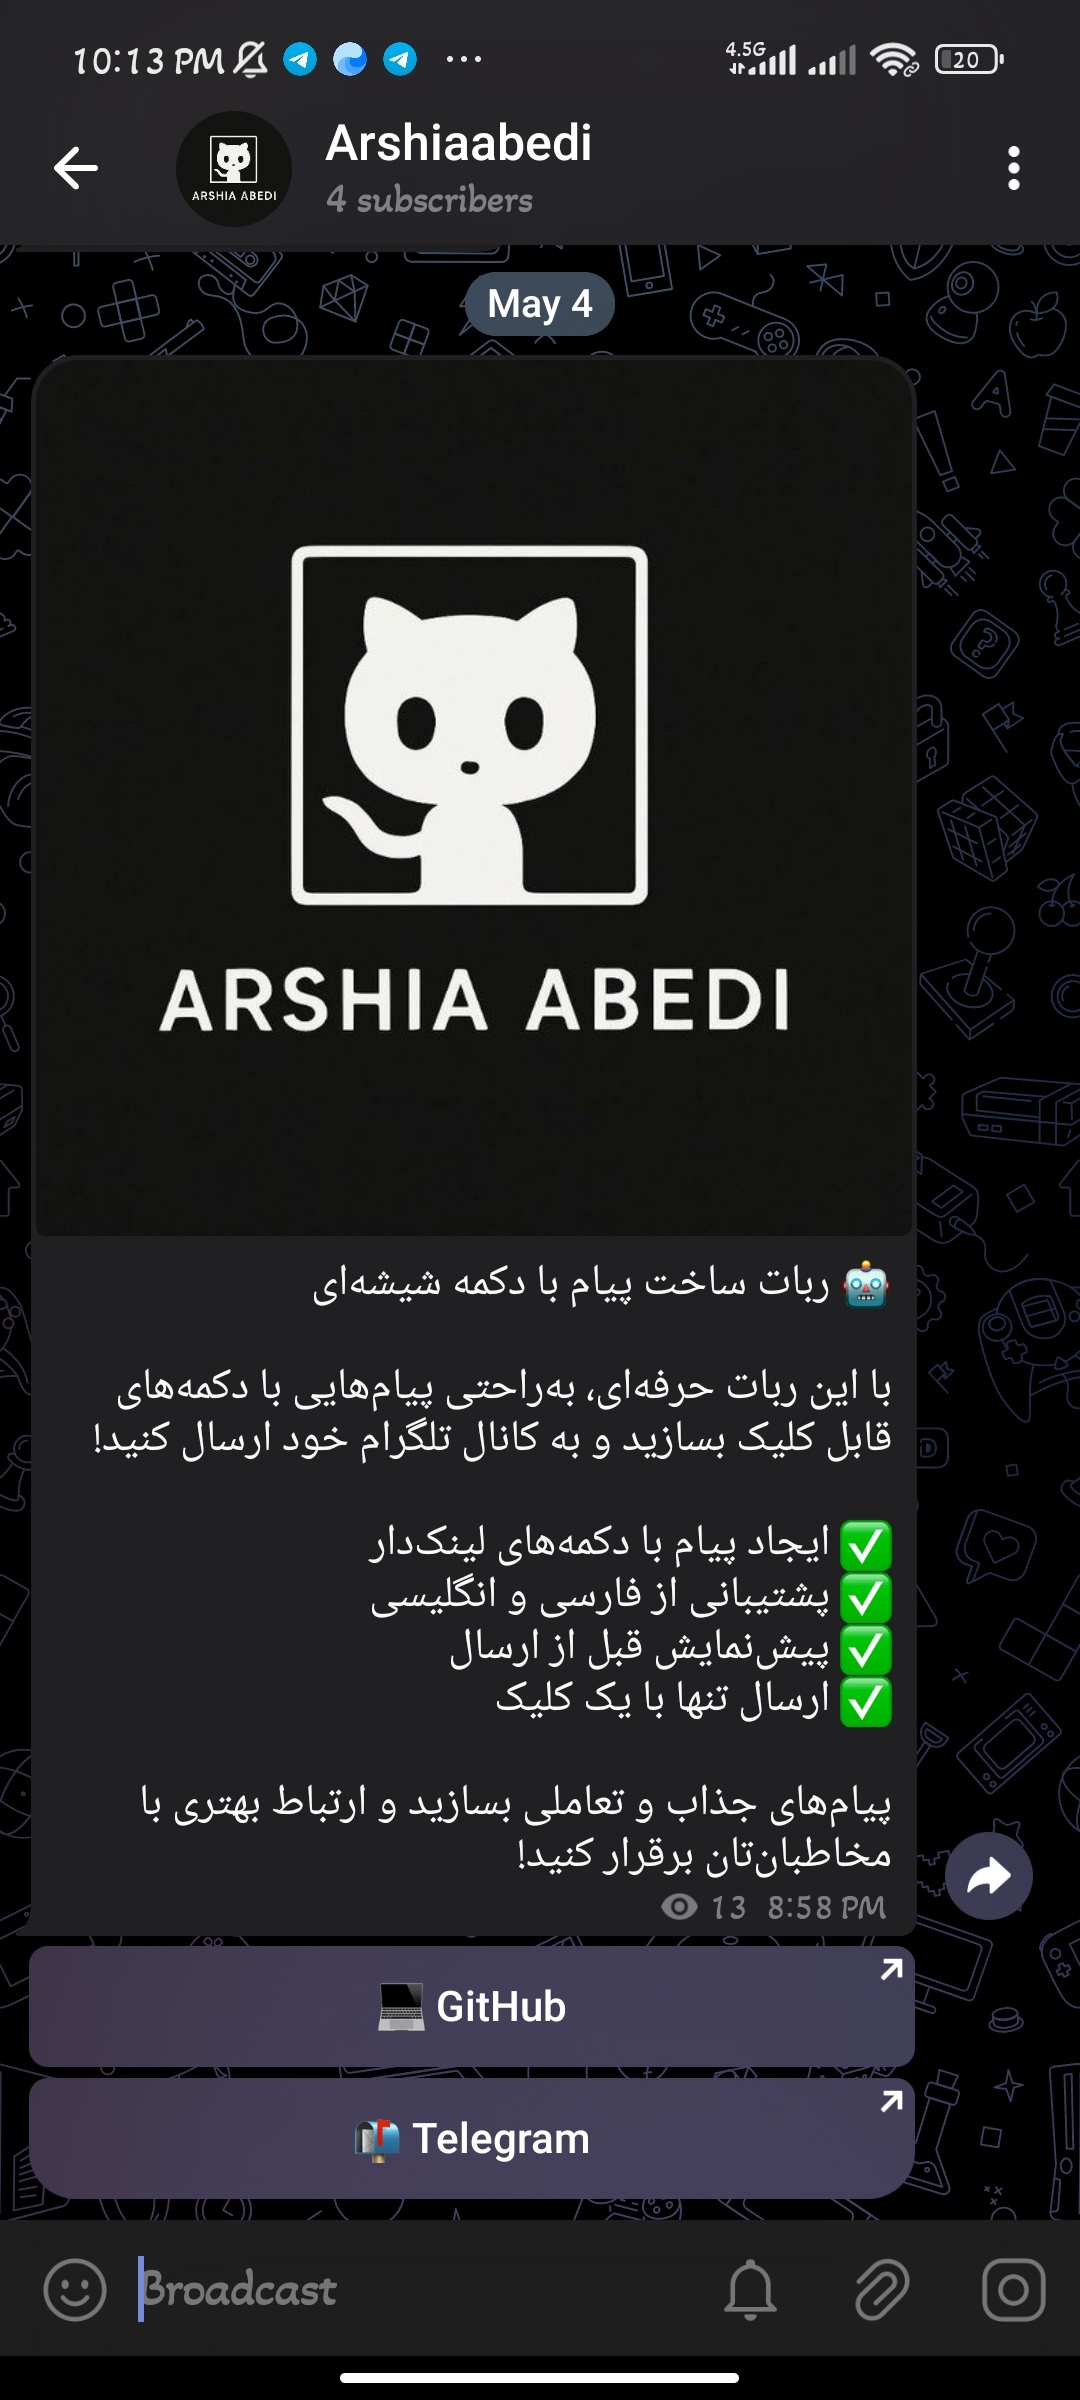 10:13 PM
4.5G
20
ARSHIA ABEDI
Arshiaabedi
4 subscribers
May 4
ARSHIA ABEDI
🤖 ربات ساخت پیام با دکمه شیشه‌ای
با این ربات حرفه‌ای، به‌راحتی پیام‌هایی با دکمه‌های
قابل کلیک بسازید و به کانال تلگرام خود ارسال کنید!
✅ ایجاد پیام با دکمه‌های لینک‌دار
✅ پشتیبانی از فارسی و انگلیسی
✅ پیش‌نمایش قبل از ارسال
✅ ارسال تنها با یک کلیک
پیام‌های جذاب و تعاملی بسازید و ارتباط بهتری با
مخاطبان‌تان برقرار کنید!
13 8:58 PM
💻 GitHub
📬 Telegram
Broadcast